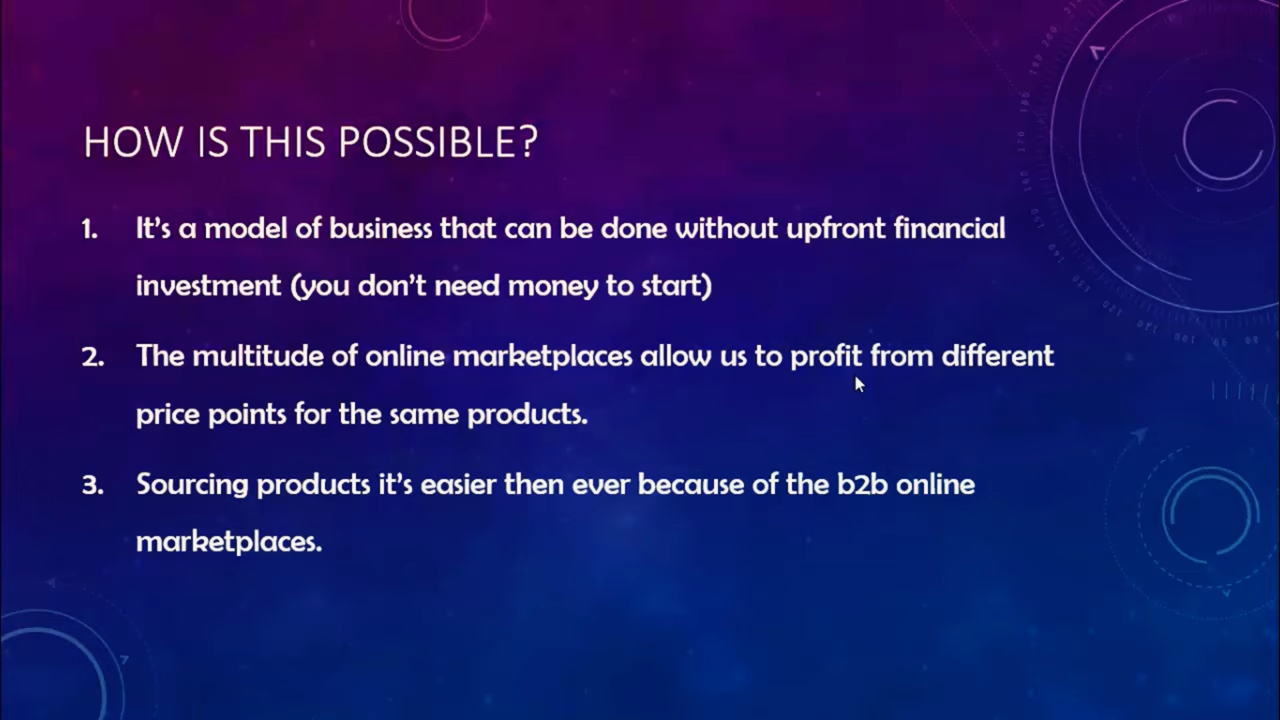 HOW IS THIS POSSIBLE?
1. It's a model of business that can be done without upfront financial
investment (you don't need money to start)
2. The multitude of online marketplaces allow us to profit from different
price points for the same products.
3. Sourcing products it's easier then ever because of the b2b online
marketplaces.